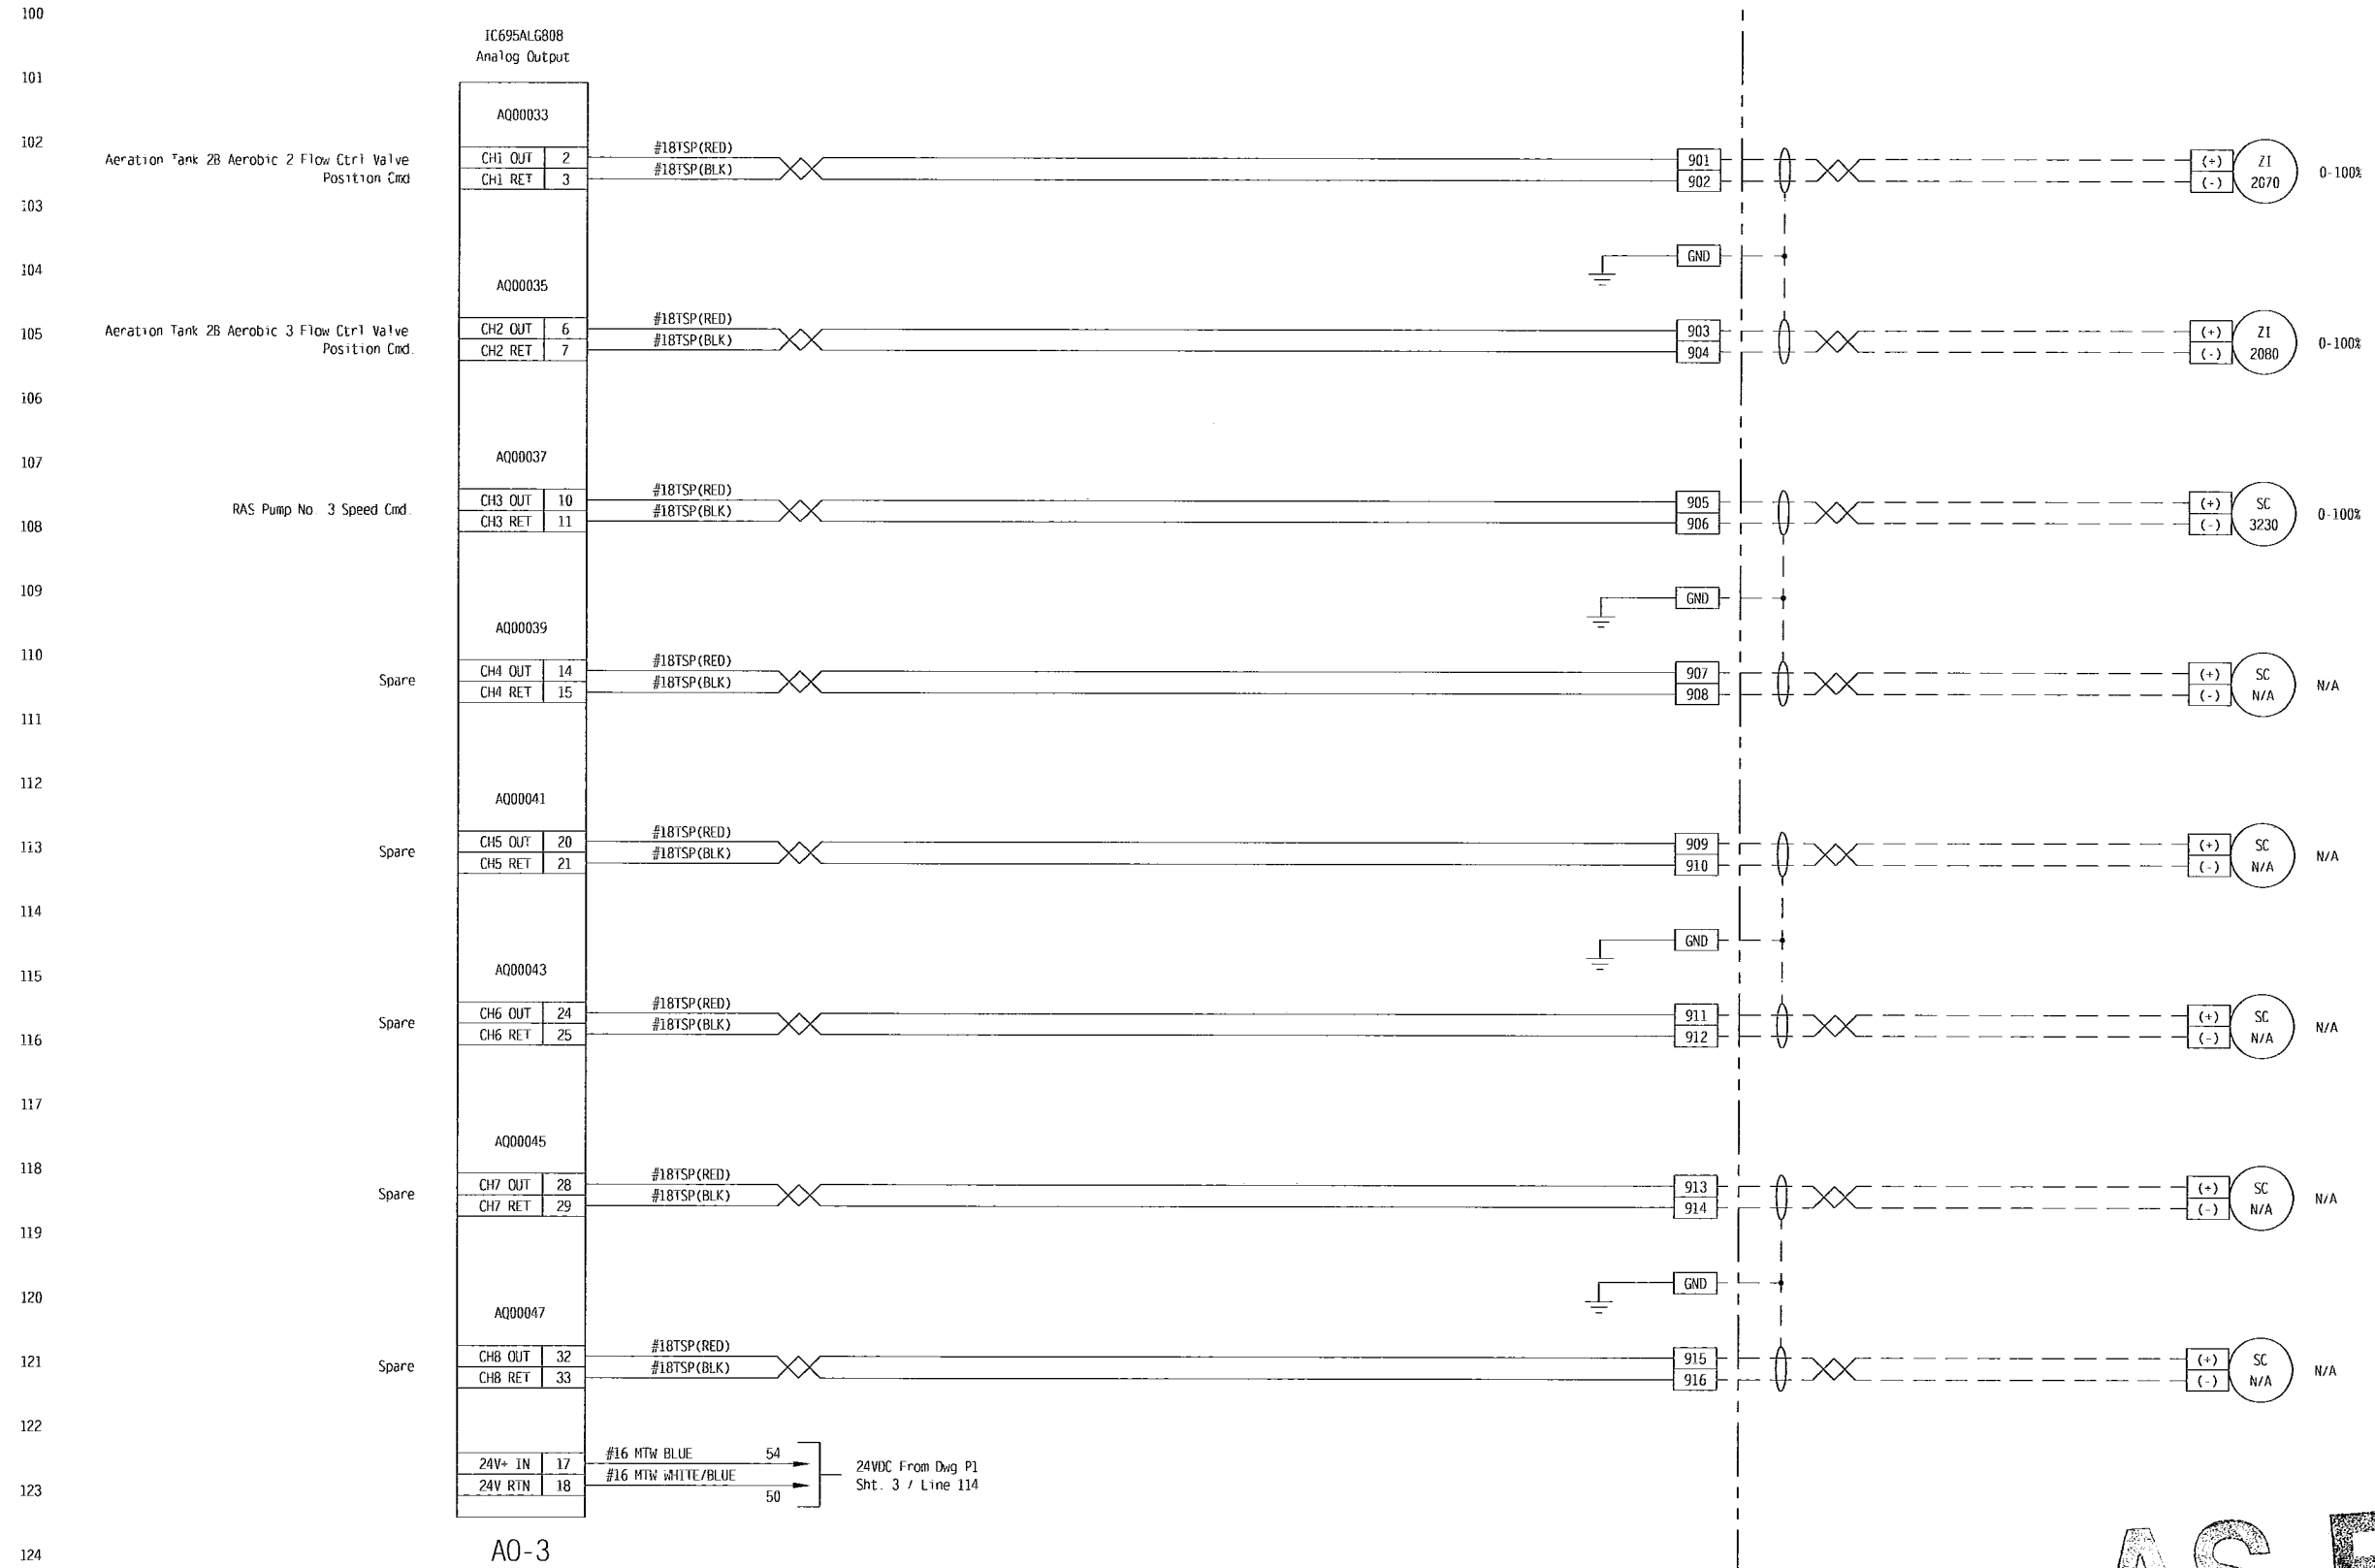 100
IC695ALG808
Analog Output
101
AQ00033
102
Aeration Tank 2B Aerobic 2 Flow Ctrl Valve
Position Cmd
CH1 OUT 2
CH1 RET 3
#18TSP(RED)
#18TSP(BLK)
901
902
(+)
(-)
ZI
2070
0-100%
103
GND
104
AQ00035
105
Aeration Tank 2B Aerobic 3 Flow Ctrl Valve
Position Cmd.
CH2 OUT 6
CH2 RET 7
#18TSP(RED)
#18TSP(BLK)
903
904
(+)
(-)
ZI
2080
0-100%
106
107
AQ00037
RAS Pump No. 3 Speed Cmd.
CH3 OUT 10
CH3 RET 11
#18TSP(RED)
#18TSP(BLK)
905
906
(+)
(-)
SC
3230
0-100%
108
109
GND
AQ00039
110
Spare
CH4 OUT 14
CH4 RET 15
#18TSP(RED)
#18TSP(BLK)
907
908
(+)
(-)
SC
N/A
N/A
111
112
AQ00041
113
Spare
CH5 OUT 20
CH5 RET 21
#18TSP(RED)
#18TSP(BLK)
909
910
(+)
(-)
SC
N/A
N/A
114
GND
115
AQ00043
Spare
CH6 OUT 24
CH6 RET 25
#18TSP(RED)
#18TSP(BLK)
911
912
(+)
(-)
SC
N/A
N/A
116
117
AQ00045
118
Spare
CH7 OUT 28
CH7 RET 29
#18TSP(RED)
#18TSP(BLK)
913
914
(+)
(-)
SC
N/A
N/A
119
GND
120
AQ00047
121
Spare
CH8 OUT 32
CH8 RET 33
#18TSP(RED)
#18TSP(BLK)
915
916
(+)
(-)
SC
N/A
N/A
122
24V+ IN 17
24V RTN 18
#16 MTW BLUE 54
#16 MTW WHITE/BLUE
50
24VDC From Dwg P1
Sht. 3 / Line 114
123
AO-3
124
AS